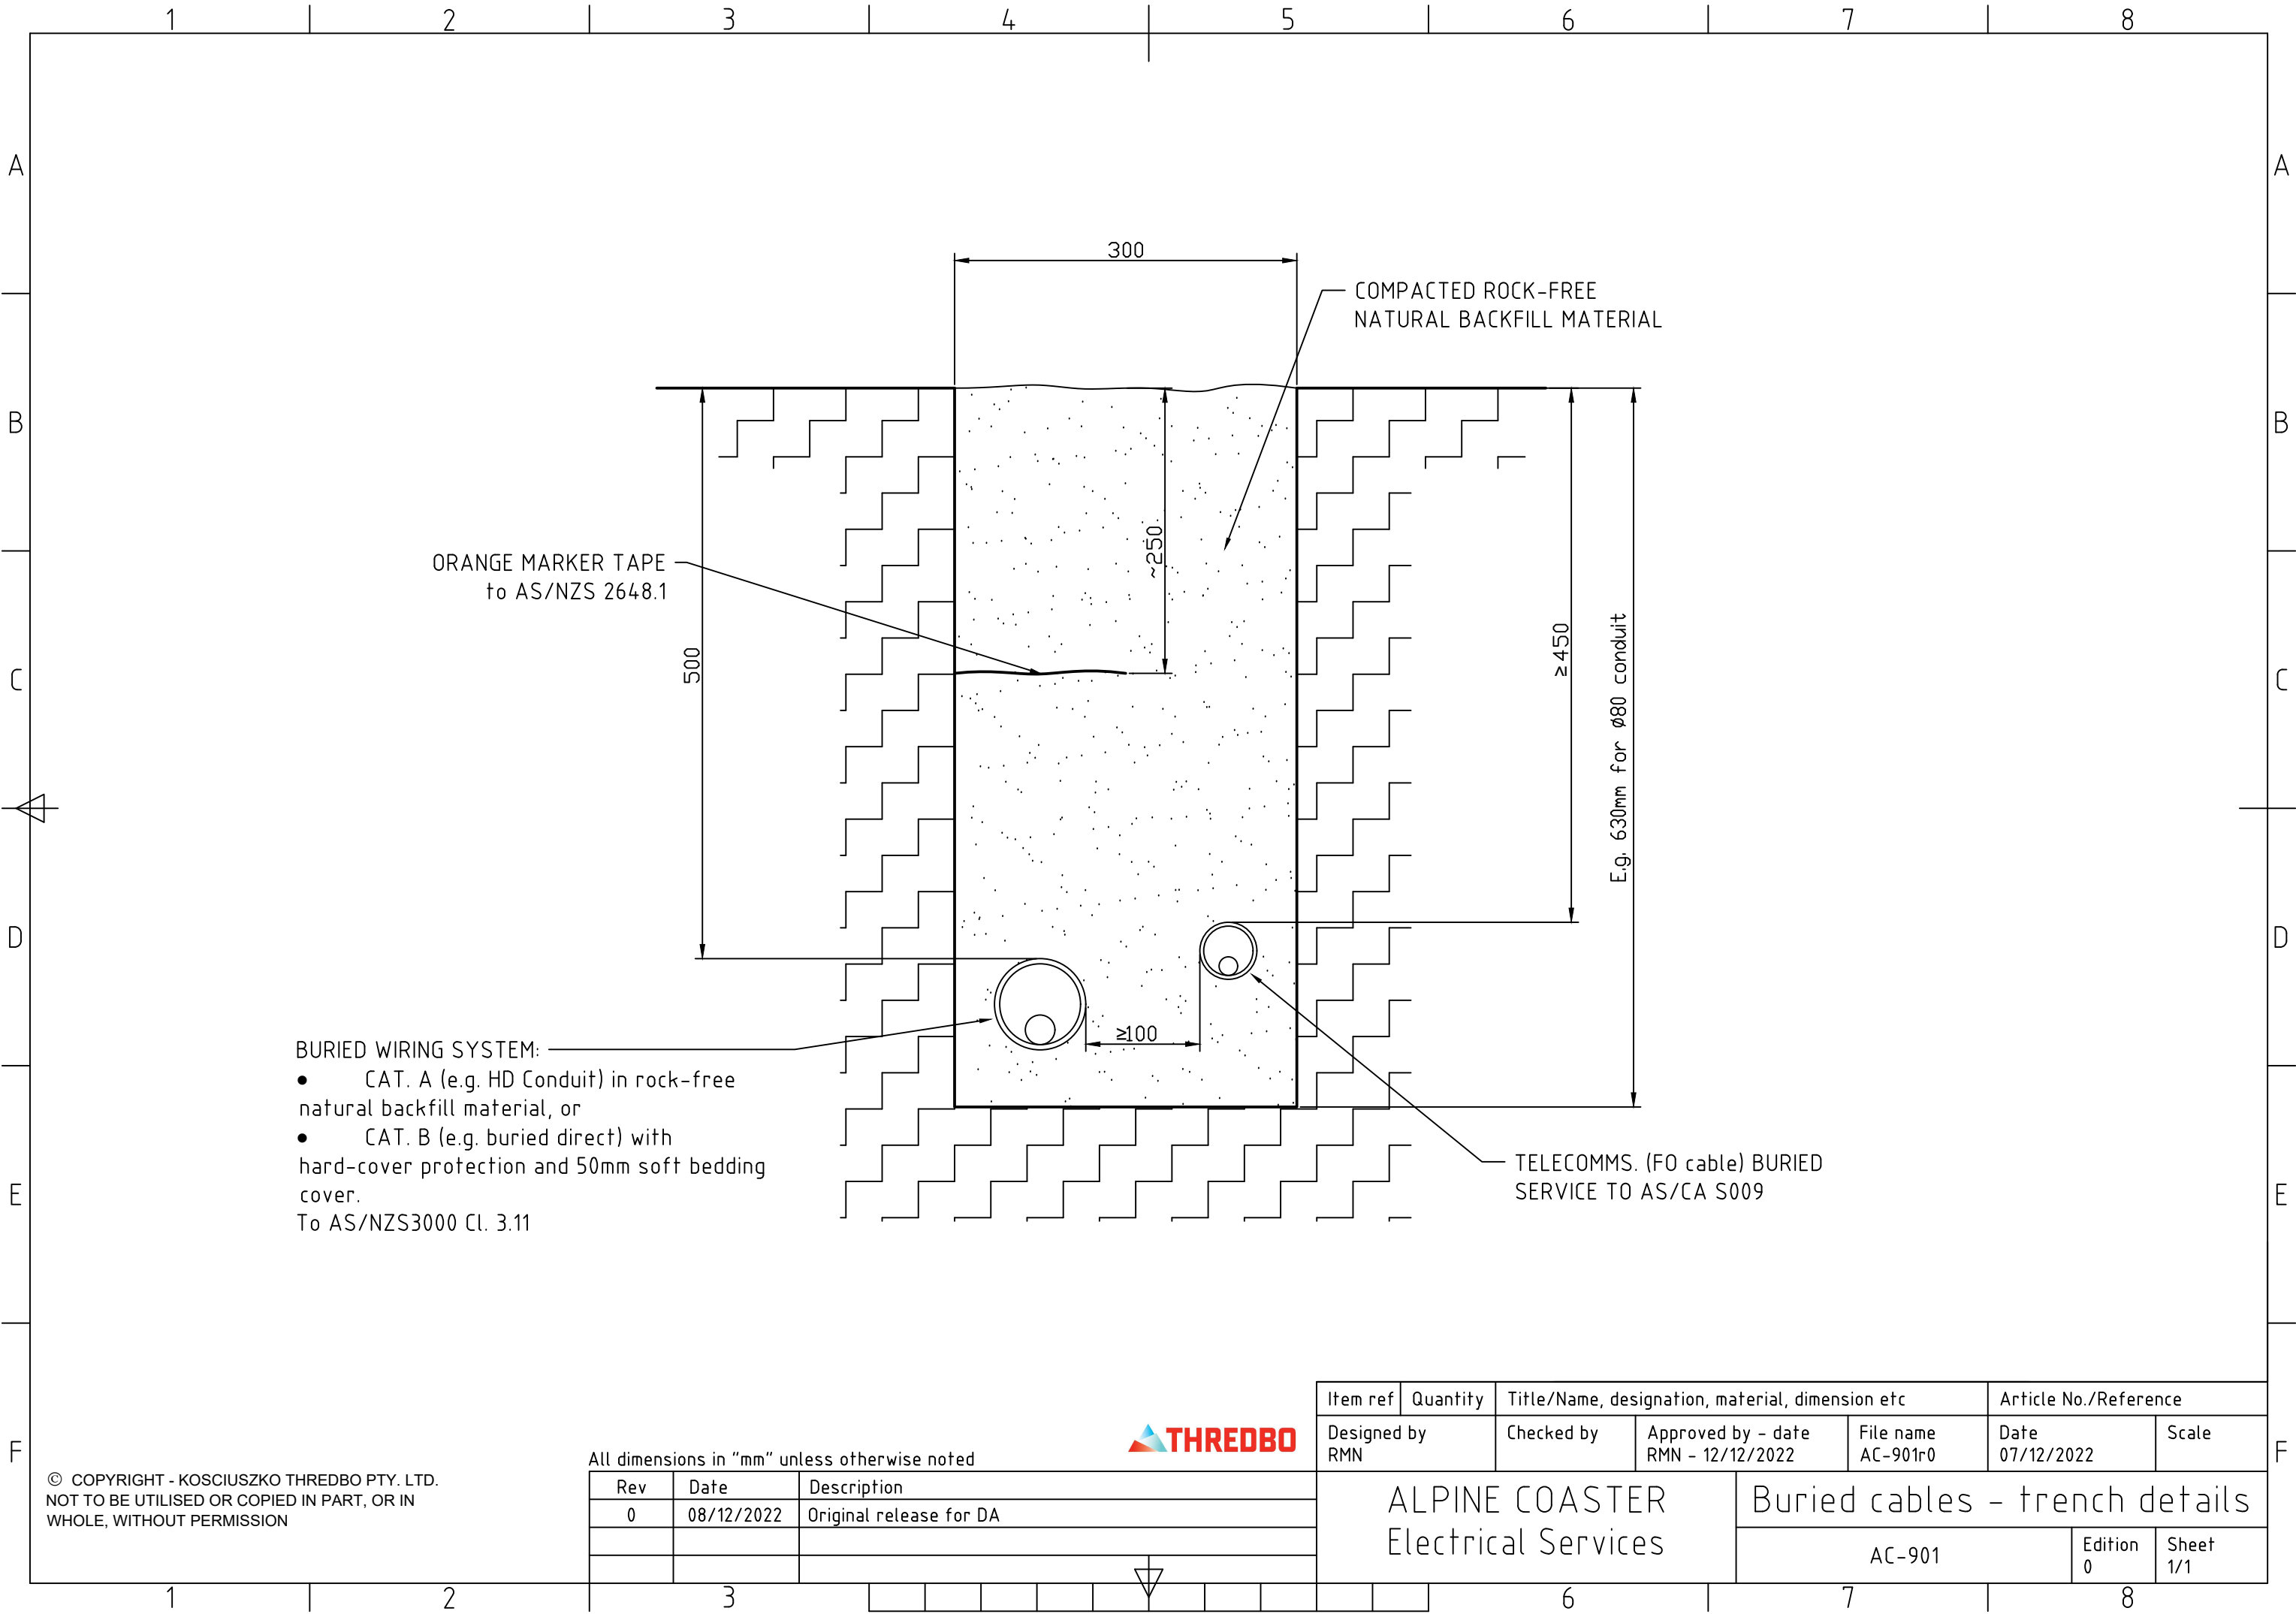 1 2 3 4 5 6 7 8
A A
B B
C C
D D
E E
F F
300
COMPACTED ROCK-FREE
NATURAL BACKFILL MATERIAL
~250
ORANGE MARKER TAPE
to AS/NZS 2648.1
500
≥450
E.g. 630mm for ø80 conduit
≥100
BURIED WIRING SYSTEM:
● CAT. A (e.g. HD Conduit) in rock-free
natural backfill material, or
● CAT. B (e.g. buried direct) with
hard-cover protection and 50mm soft bedding
cover.
To AS/NZS3000 Cl. 3.11
TELECOMMS. (FO cable) BURIED
SERVICE TO AS/CA S009
© COPYRIGHT - KOSCIUSZKO THREDBO PTY. LTD.
NOT TO BE UTILISED OR COPIED IN PART, OR IN
WHOLE, WITHOUT PERMISSION
All dimensions in "mm" unless otherwise noted
THREDBO
Rev Date Description
0 08/12/2022 Original release for DA
Item ref Quantity Title/Name, designation, material, dimension etc Article No./Reference
Designed by Checked by Approved by - date File name Date Scale
RMN RMN - 12/12/2022 AC-901r0 07/12/2022
ALPINE COASTER
Electrical Services
Buried cables - trench details
AC-901
Edition
0
Sheet
1/1
1 2 3 6 7 8